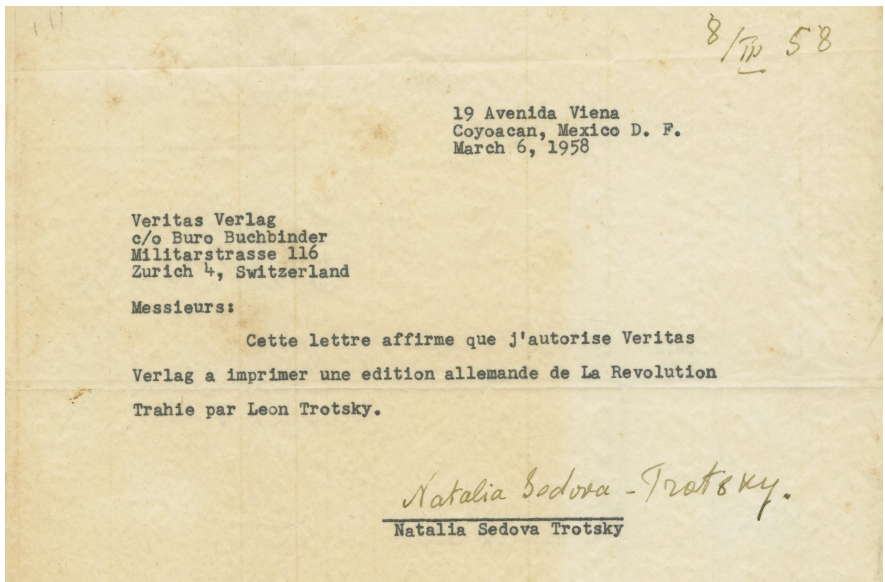 8/III 58
19 Avenida Viena
Coyoacan, Mexico D. F.
March 6, 1958
Veritas Verlag
c/o Buro Buchbinder
Militarstrasse 116
Zurich 4, Switzerland
Messieurs:
Cette lettre affirme que j'autorise Veritas
Verlag a imprimer une edition allemande de La Revolution
Trahie par Leon Trotsky.
Natalia Sedova - Trotsky.
Natalia Sedova Trotsky